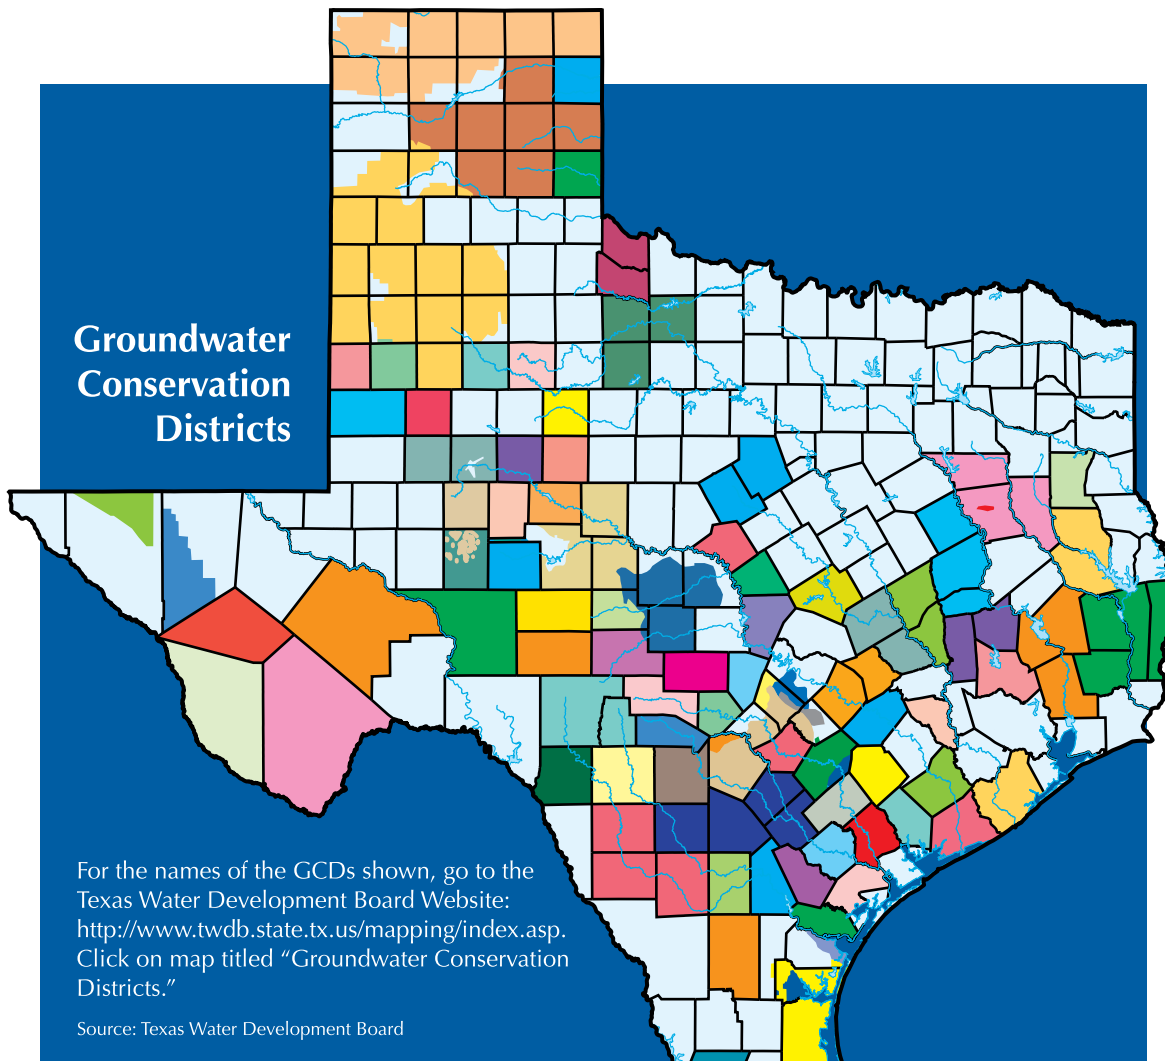 Groundwater
Conservation
Districts
For the names of the GCDs shown, go to the
Texas Water Development Board Website:
http://www.twdb.state.tx.us/mapping/index.asp.
Click on map titled “Groundwater Conservation
Districts.”
Source: Texas Water Development Board